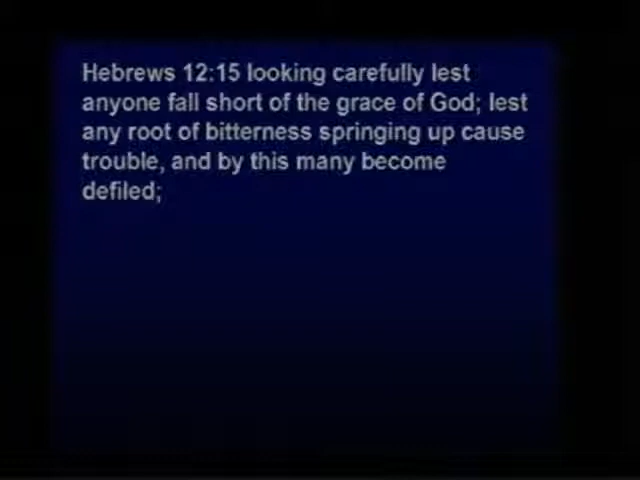 Hebrews 12:15 looking carefully lest
anyone fall short of the grace of God; lest
any root of bitterness springing up cause
trouble, and by this many become
defiled;